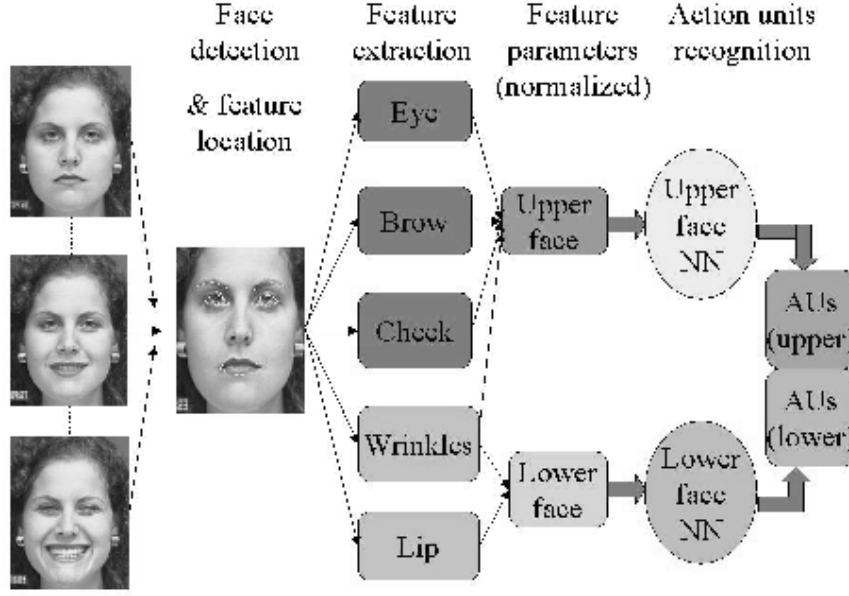 Face
detection
& feature
location
Feature
extraction
Feature
parameters
(normalized)
Action units
recognition
Eye
Brow
Cheek
Wrinkles
Lip
Upper
face
Lower
face
Upper
face
NN
Lower
face
NN
AUs
(upper)
AUs
(lower)